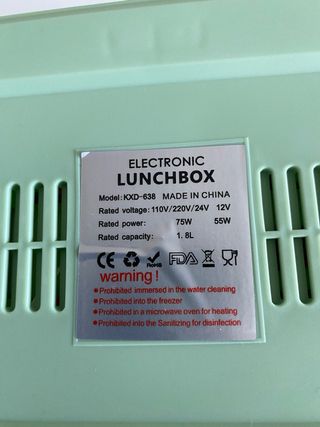 ELECTRONIC
LUNCHBOX
Model: KXD-638 MADE IN CHINA
Rated voltage: 110V/220V/24V 12V
Rated power: 75W 55W
Rated capacity: 1. 8L
CE RoHS FDA
warning!
Prohibited immersed in the water cleaning
Prohibited into the freezer
Prohibited in a microwave oven for heating
Prohibited into the Sanitizing for disinfection